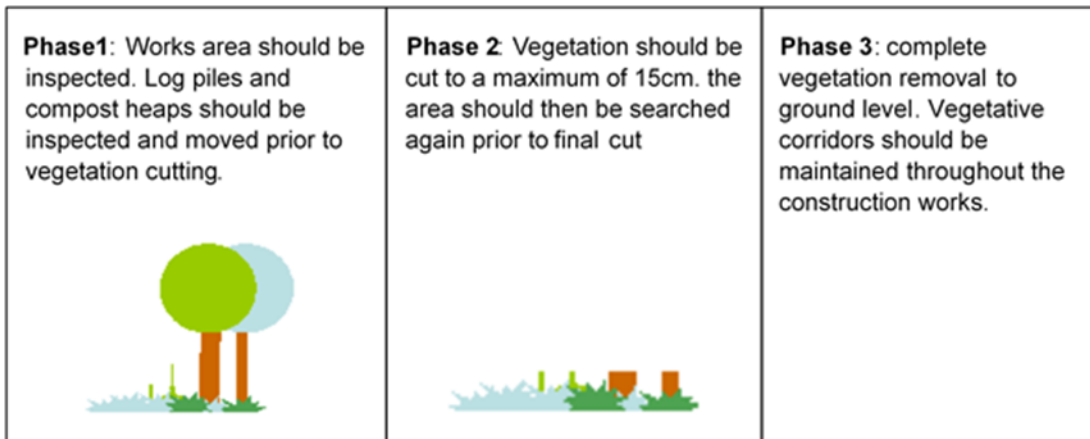 Phase1: Works area should be
inspected. Log piles and
compost heaps should be
inspected and moved prior to
vegetation cutting.
Phase 2: Vegetation should be
cut to a maximum of 15cm. the
area should then be searched
again prior to final cut
Phase 3: complete
vegetation removal to
ground level. Vegetative
corridors should be
maintained throughout the
construction works.